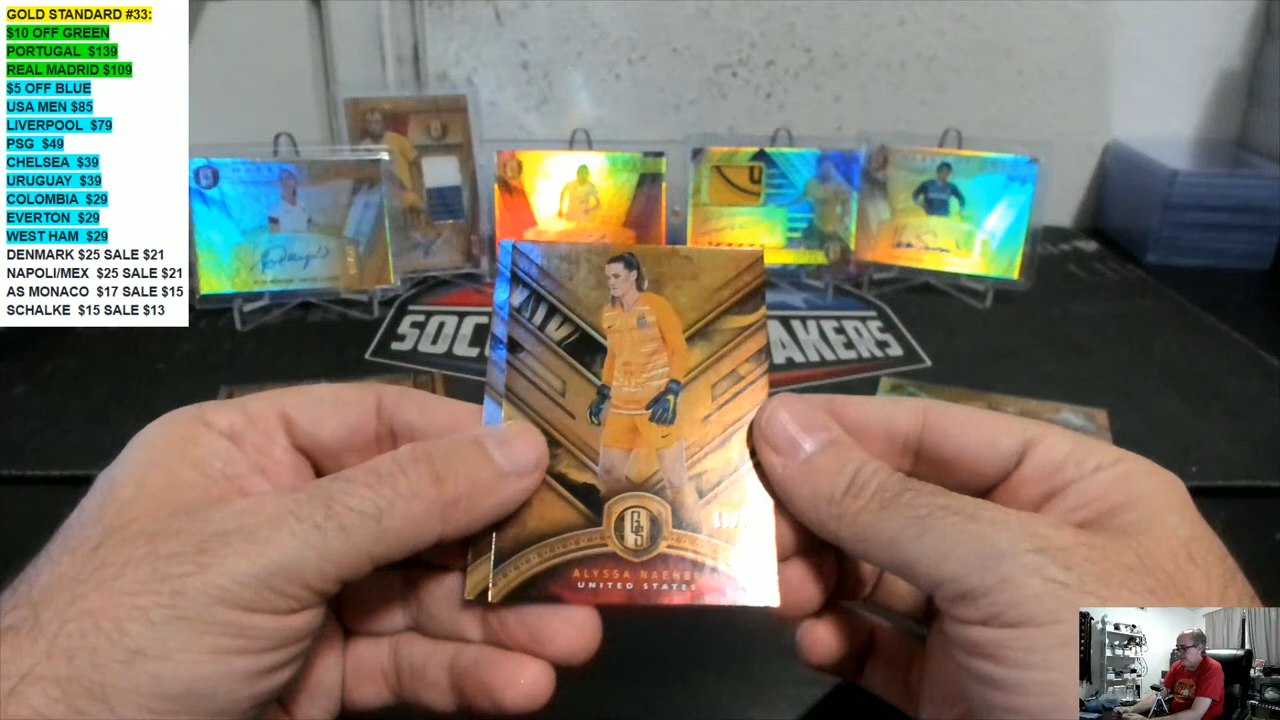 GOLD STANDARD #33:
$10 OFF GREEN
PORTUGAL $139
REAL MADRID $109
$5 OFF BLUE
USA MEN $85
LIVERPOOL $79
PSG $49
CHELSEA $39
URUGUAY $39
COLOMBIA $29
EVERTON $29
WEST HAM $29
DENMARK $25 SALE $21
NAPOLI/MEX $25 SALE $21
AS MONACO $17 SALE $15
SCHALKE $15 SALE $13
SOC AKERS
GS
ALYSSA NAEHER
UNITED STATES